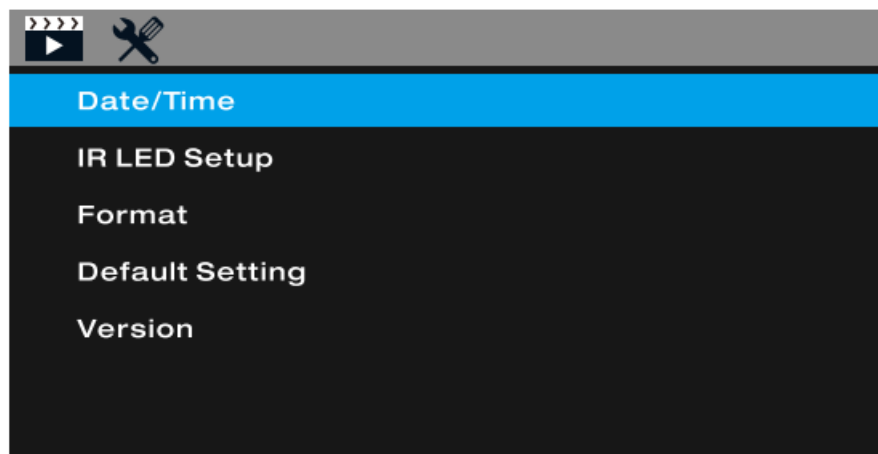 Date/Time
IR LED Setup
Format
Default Setting
Version